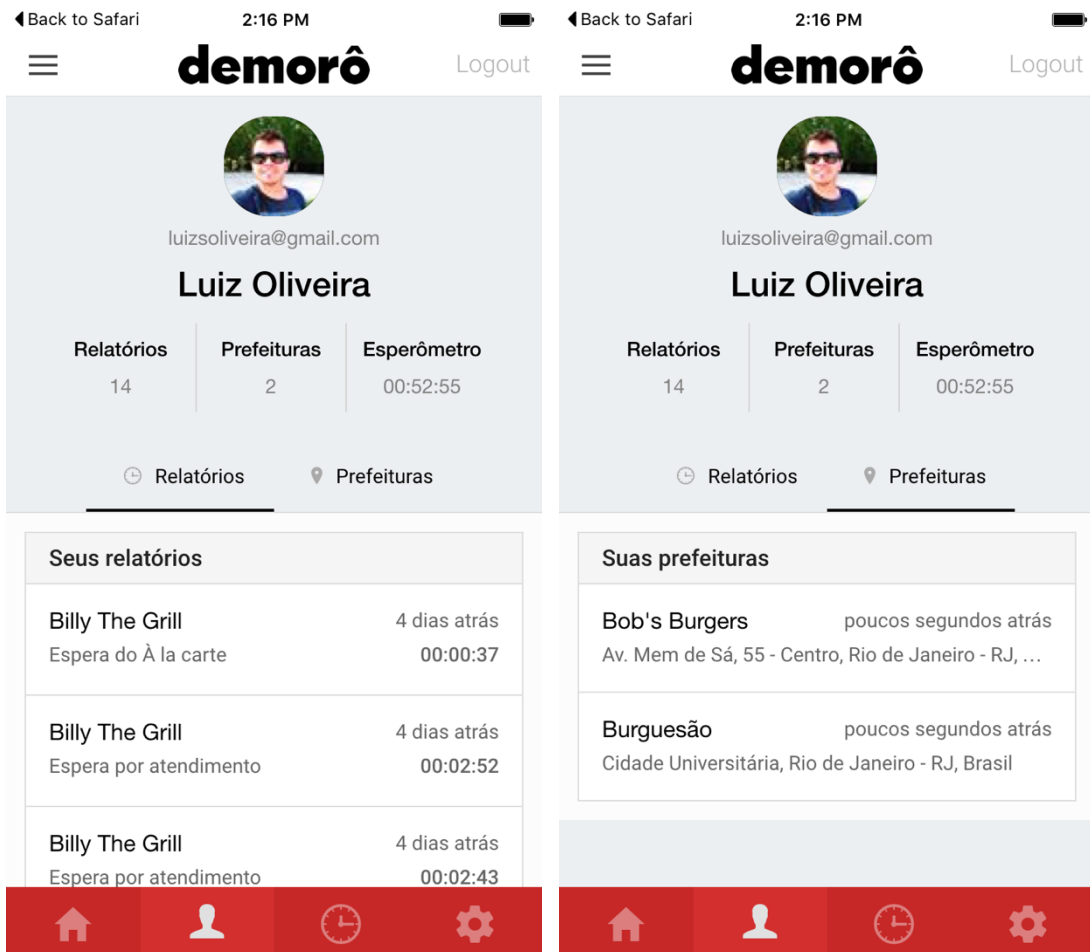 Back to Safari
2:16 PM
demorô
Logout
luizsoliveira@gmail.com
Luiz Oliveira
Relatórios Prefeituras Esperômetro
14 2 00:52:55
Relatórios Prefeituras
Seus relatórios
Billy The Grill 4 dias atrás
Espera do À la carte 00:00:37
Billy The Grill 4 dias atrás
Espera por atendimento 00:02:52
Billy The Grill 4 dias atrás
Espera por atendimento 00:02:43
Back to Safari
2:16 PM
demorô
Logout
luizsoliveira@gmail.com
Luiz Oliveira
Relatórios Prefeituras Esperômetro
14 2 00:52:55
Relatórios Prefeituras
Suas prefeituras
Bob's Burgers poucos segundos atrás
Av. Mem de Sá, 55 - Centro, Rio de Janeiro - RJ, ...
Burguesão poucos segundos atrás
Cidade Universitária, Rio de Janeiro - RJ, Brasil